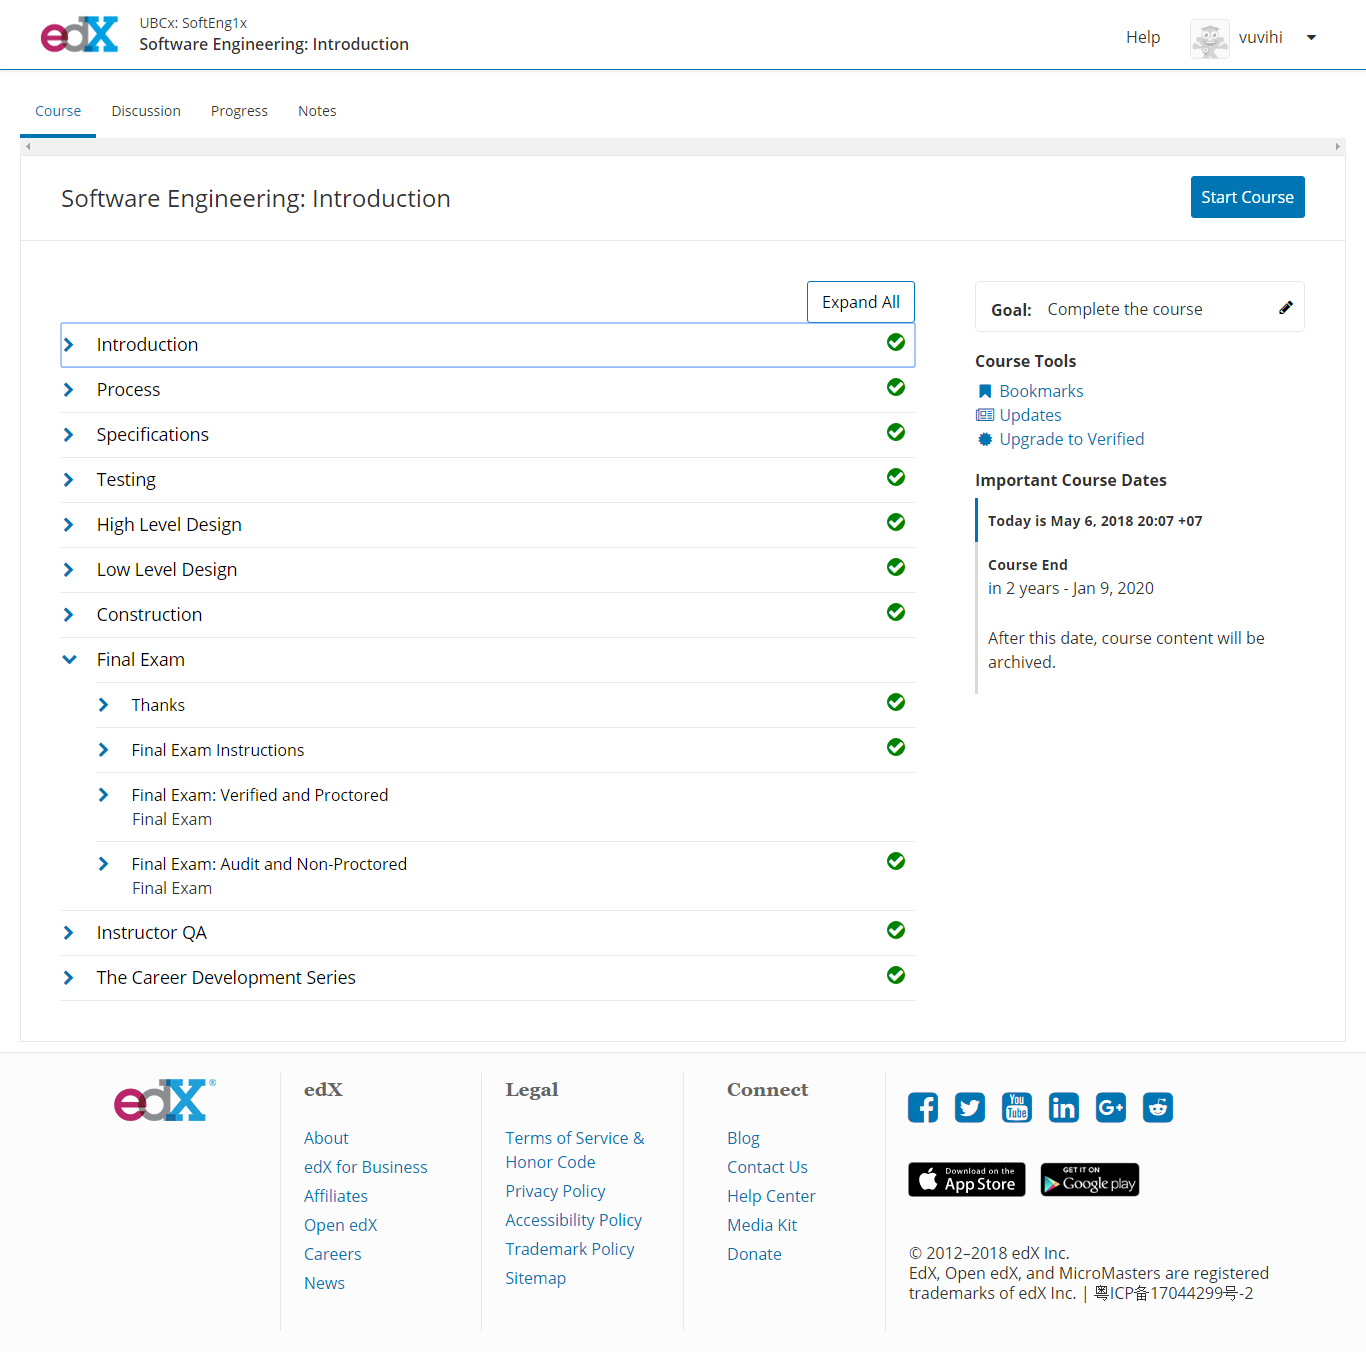 edX
UBCx: SoftEng1x
Software Engineering: Introduction
Help
vuvihi
Course
Discussion
Progress
Notes
Software Engineering: Introduction
Start Course
Expand All
Introduction
Process
Specifications
Testing
High Level Design
Low Level Design
Construction
Final Exam
Thanks
Final Exam Instructions
Final Exam: Verified and Proctored
Final Exam
Final Exam: Audit and Non-Proctored
Final Exam
Instructor QA
The Career Development Series
Goal: Complete the course
Course Tools
Bookmarks
Updates
Upgrade to Verified
Important Course Dates
Today is May 6, 2018 20:07 +07
Course End
in 2 years - Jan 9, 2020
After this date, course content will be
archived.
edX®
edX
About
edX for Business
Affiliates
Open edX
Careers
News
Legal
Terms of Service &
Honor Code
Privacy Policy
Accessibility Policy
Trademark Policy
Sitemap
Connect
Blog
Contact Us
Help Center
Media Kit
Donate
You
Tube
in
G+
Download on the
App Store
GET IT ON
Google play
© 2012–2018 edX Inc.
EdX, Open edX, and MicroMasters are registered
trademarks of edX Inc. | 粤ICP备17044299号-2